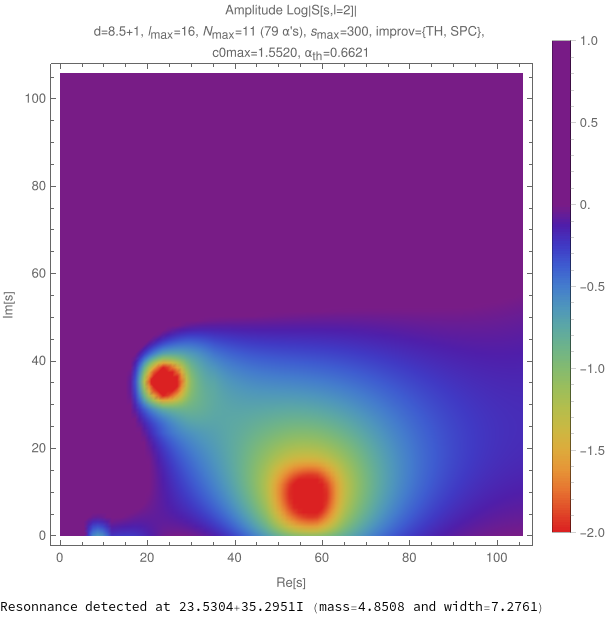 Amplitude Log|S[s,l=2]|
d=8.5+1, lmax=16, Nmax=11 (79 α's), smax=300, improv={TH, SPC},
c0max=1.5520, αth=0.6621
1.0
0.5
0.
-0.5
-1.0
-1.5
-2.0
100
80
60
40
20
0
Im[s]
0 20 40 60 80 100
Re[s]
Resonnance detected at 23.5304+35.2951I (mass=4.8508 and width=7.2761)